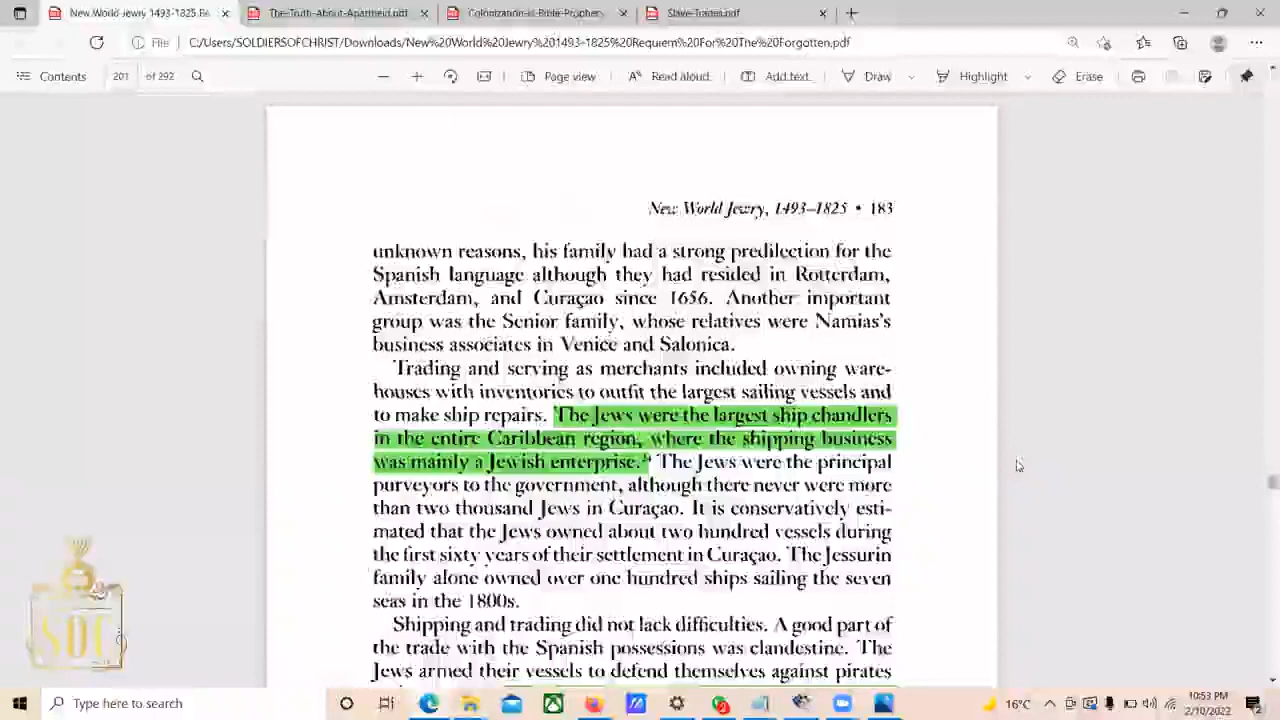 New World Jewry 1493-1825 Re
The-Truth-About-Apartheid.pdf
Colonization-in-Bible-Prophecy
Slave-Trader.pdf
File
C:/Users/SOLDIERSOFCHRIST/Downloads/New%20World%20Jewry%201493-1825%20Requiem%20For%20The%20Forgotten.pdf
Contents 201 of 292 Page view Read aloud Add text Draw Highlight Erase
New World Jewry, 1493–1825 • 183
unknown reasons, his family had a strong predilection for the
Spanish language although they had resided in Rotterdam,
Amsterdam, and Curaçao since 1656. Another important
group was the Senior family, whose relatives were Namias's
business associates in Venice and Salonica.
Trading and serving as merchants included owning ware-
houses with inventories to outfit the largest sailing vessels and
to make ship repairs. The Jews were the largest ship chandlers
in the entire Caribbean region, where the shipping business
was mainly a Jewish enterprise. The Jews were the principal
purveyors to the government, although there never were more
than two thousand Jews in Curaçao. It is conservatively esti-
mated that the Jews owned about two hundred vessels during
the first sixty years of their settlement in Curaçao. The Jessurin
family alone owned over one hundred ships sailing the seven
seas in the 1800s.
Shipping and trading did not lack difficulties. A good part of
the trade with the Spanish possessions was clandestine. The
Jews armed their vessels to defend themselves against pirates
SOC
Type here to search
16°C
10:53 PM
2/10/2022